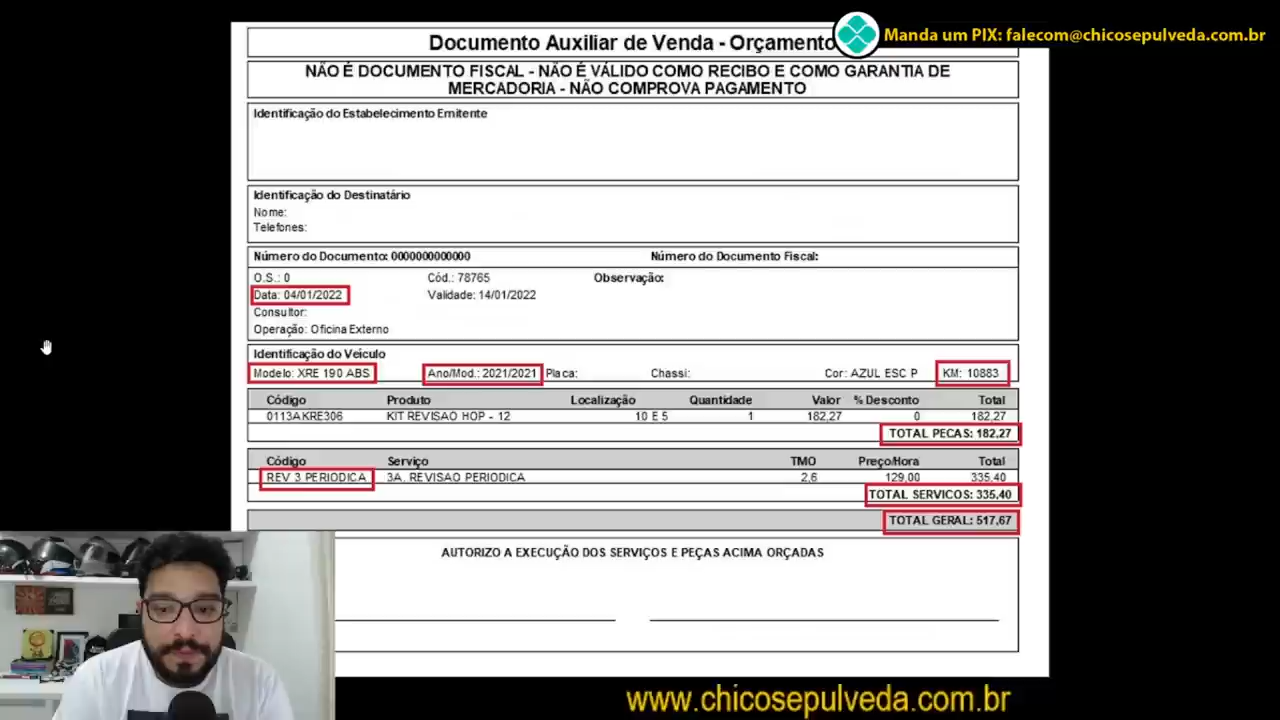 Manda um PIX: falecom@chicosepulveda.com.br
Documento Auxiliar de Venda - Orçamento
NÃO É DOCUMENTO FISCAL - NÃO É VÁLIDO COMO RECIBO E COMO GARANTIA DE
MERCADORIA - NÃO COMPROVA PAGAMENTO
Identificação do Estabelecimento Emitente
Identificação do Destinatário
Nome:
Telefones:
Número do Documento: 0000000000000 Número do Documento Fiscal:
O.S.: 0 Cód.: 78765 Observação:
Data: 04/01/2022 Validade: 14/01/2022
Consultor:
Operação: Oficina Externo
Identificação do Veículo
Modelo: XRE 190 ABS Ano/Mod.: 2021/2021 Placa: Chassi: Cor: AZUL ESC P KM: 10883
Código Produto Localização Quantidade Valor % Desconto Total
0113AKRE306 KIT REVISAO HOP - 12 10 E 5 1 182,27 0 182,27
TOTAL PECAS: 182,27
Código Serviço TMO Preço/Hora Total
REV 3 PERIODICA 3A. REVISAO PERIODICA 2,6 129,00 335,40
TOTAL SERVICOS: 335,40
TOTAL GERAL: 517,67
AUTORIZO A EXECUÇÃO DOS SERVIÇOS E PEÇAS ACIMA ORÇADAS
www.chicosepulveda.com.br